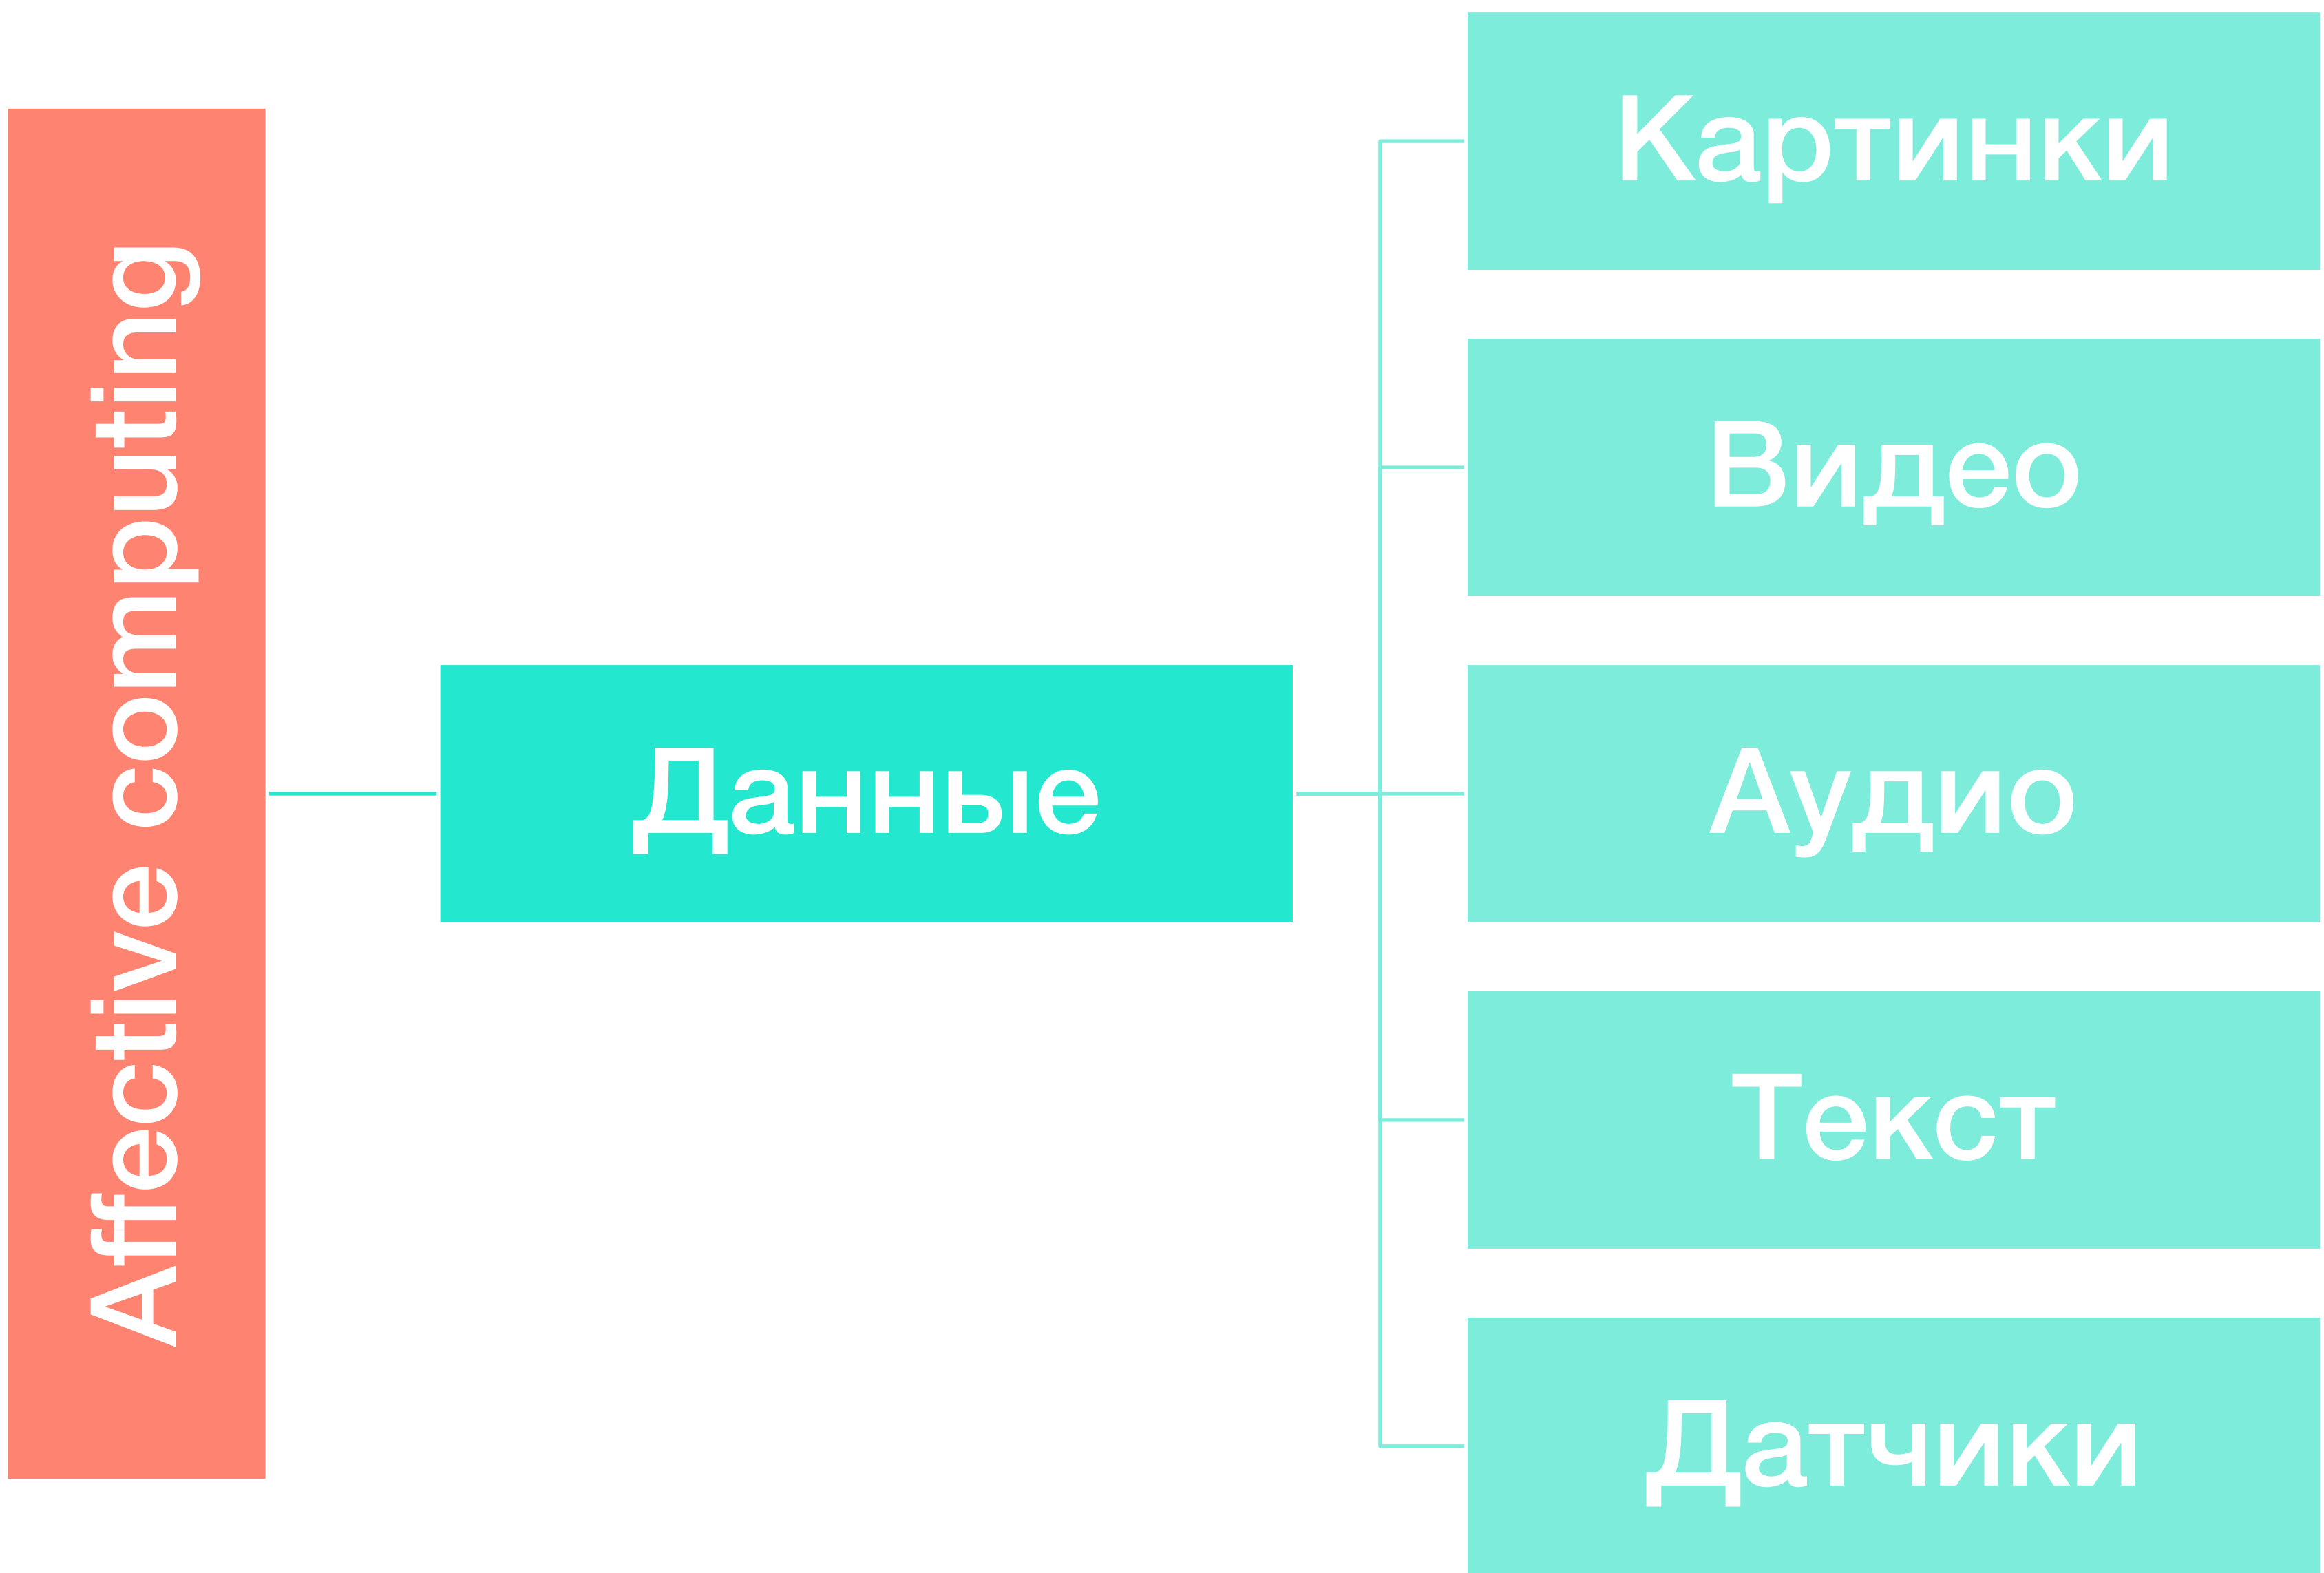 Affective computing
Данные
Картинки
Видео
Аудио
Текст
Датчики